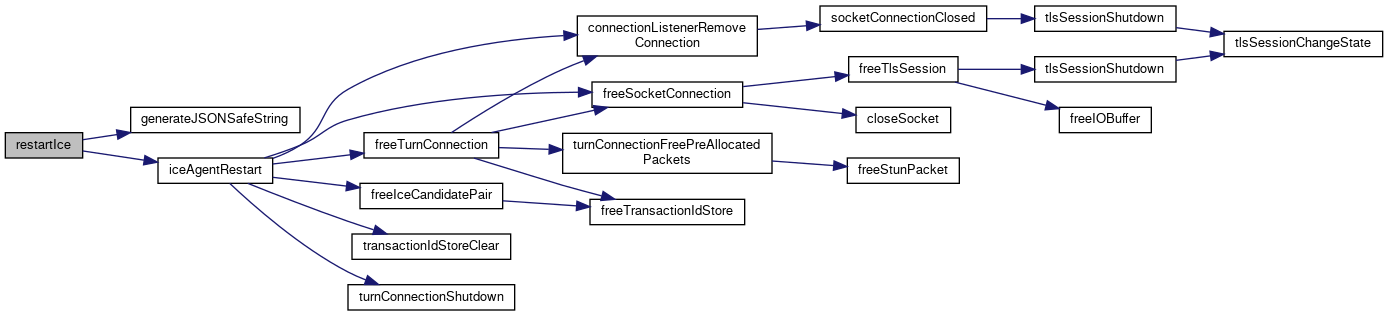 restartIce
generateJSONSafeString
iceAgentRestart
connectionListenerRemove
Connection
freeSocketConnection
freeTurnConnection
turnConnectionFreePreAllocated
Packets
freeIceCandidatePair
freeTransactionIdStore
transactionIdStoreClear
turnConnectionShutdown
socketConnectionClosed
tlsSessionShutdown
tlsSessionChangeState
freeTlsSession
tlsSessionShutdown
closeSocket
freeIOBuffer
freeStunPacket